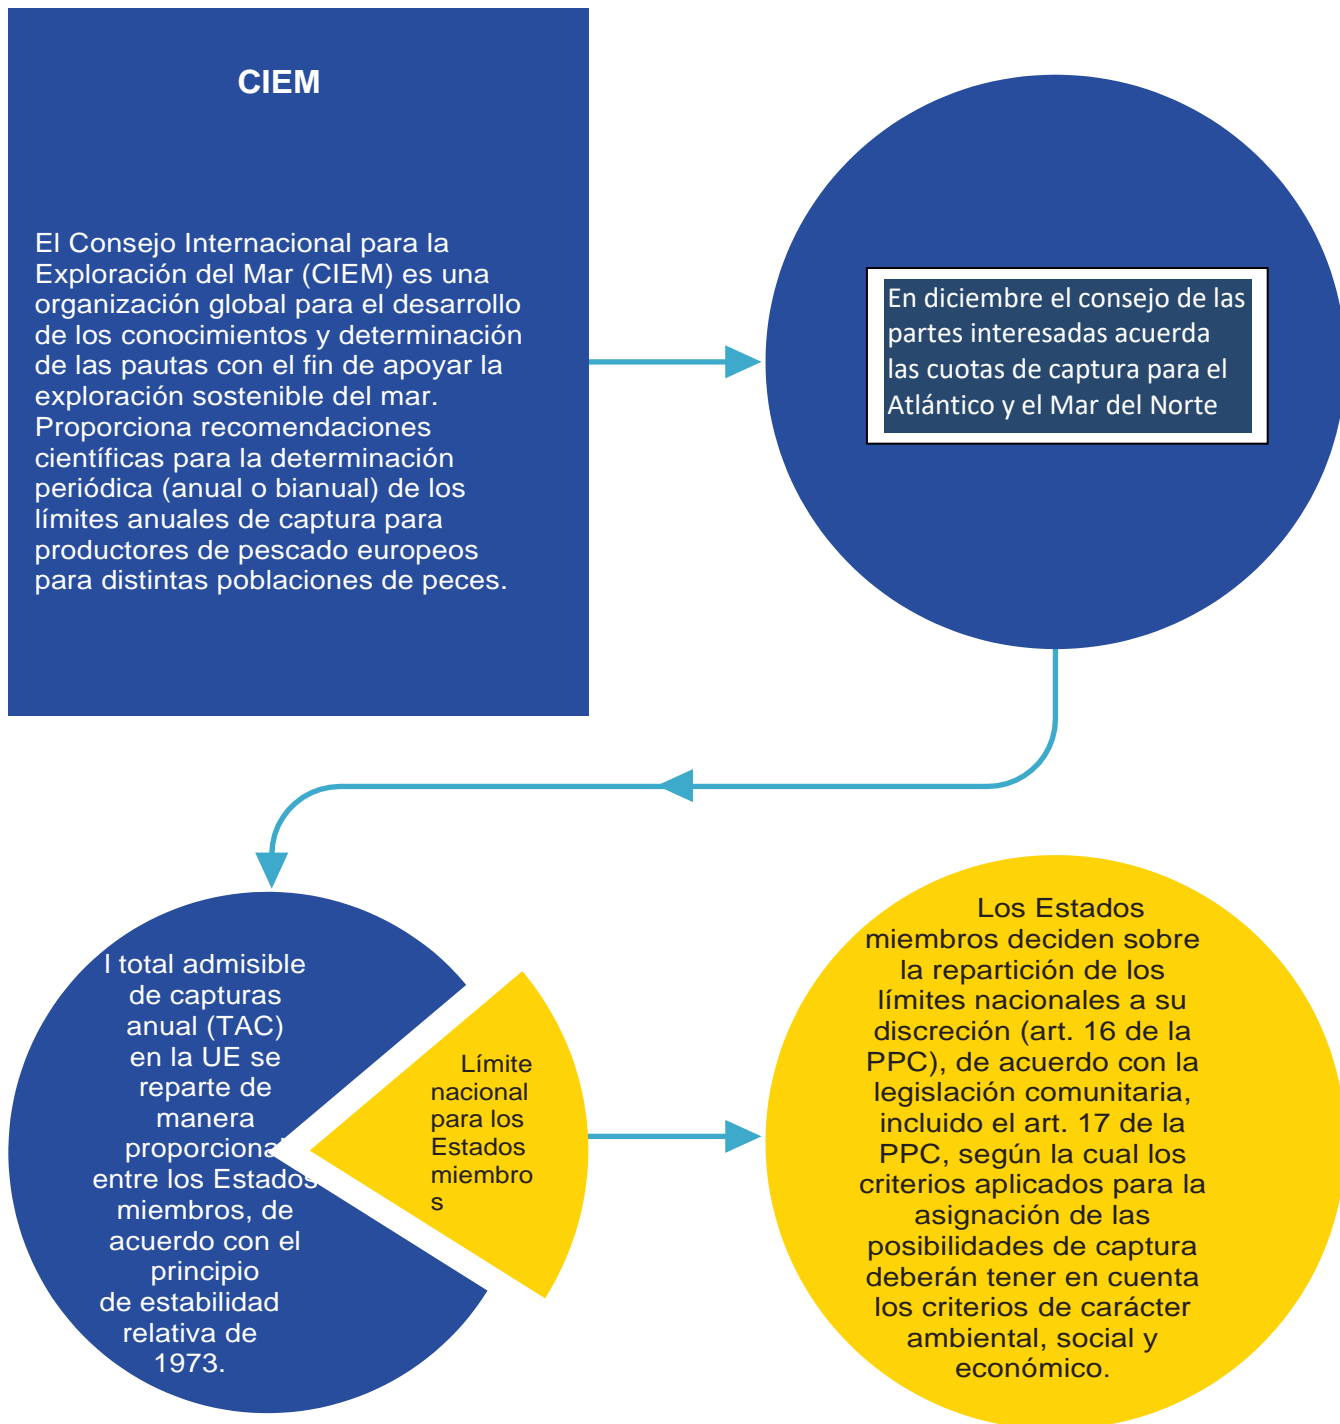 CIEM
El Consejo Internacional para la
Exploración del Mar (CIEM) es una
organización global para el desarrollo
de los conocimientos y determinación
de las pautas con el fin de apoyar la
exploración sostenible del mar.
Proporciona recomendaciones
científicas para la determinación
periódica (anual o bianual) de los
límites anuales de captura para
productores de pescado europeos
para distintas poblaciones de peces.
En diciembre el consejo de las
partes interesadas acuerda
las cuotas de captura para el
Atlántico y el Mar del Norte
l total admisible
de capturas
anual (TAC)
en la UE se
reparte de
manera
proporcional
entre los Estados
miembros, de
acuerdo con el
principio
de estabilidad
relativa de
1973.
Límite
nacional
para los
Estados
miembro
s
Los Estados
miembros deciden sobre
la repartición de los
límites nacionales a su
discreción (art. 16 de la
PPC), de acuerdo con la
legislación comunitaria,
incluido el art. 17 de la
PPC, según la cual los
criterios aplicados para la
asignación de las
posibilidades de captura
deberán tener en cuenta
los criterios de carácter
ambiental, social y
económico.